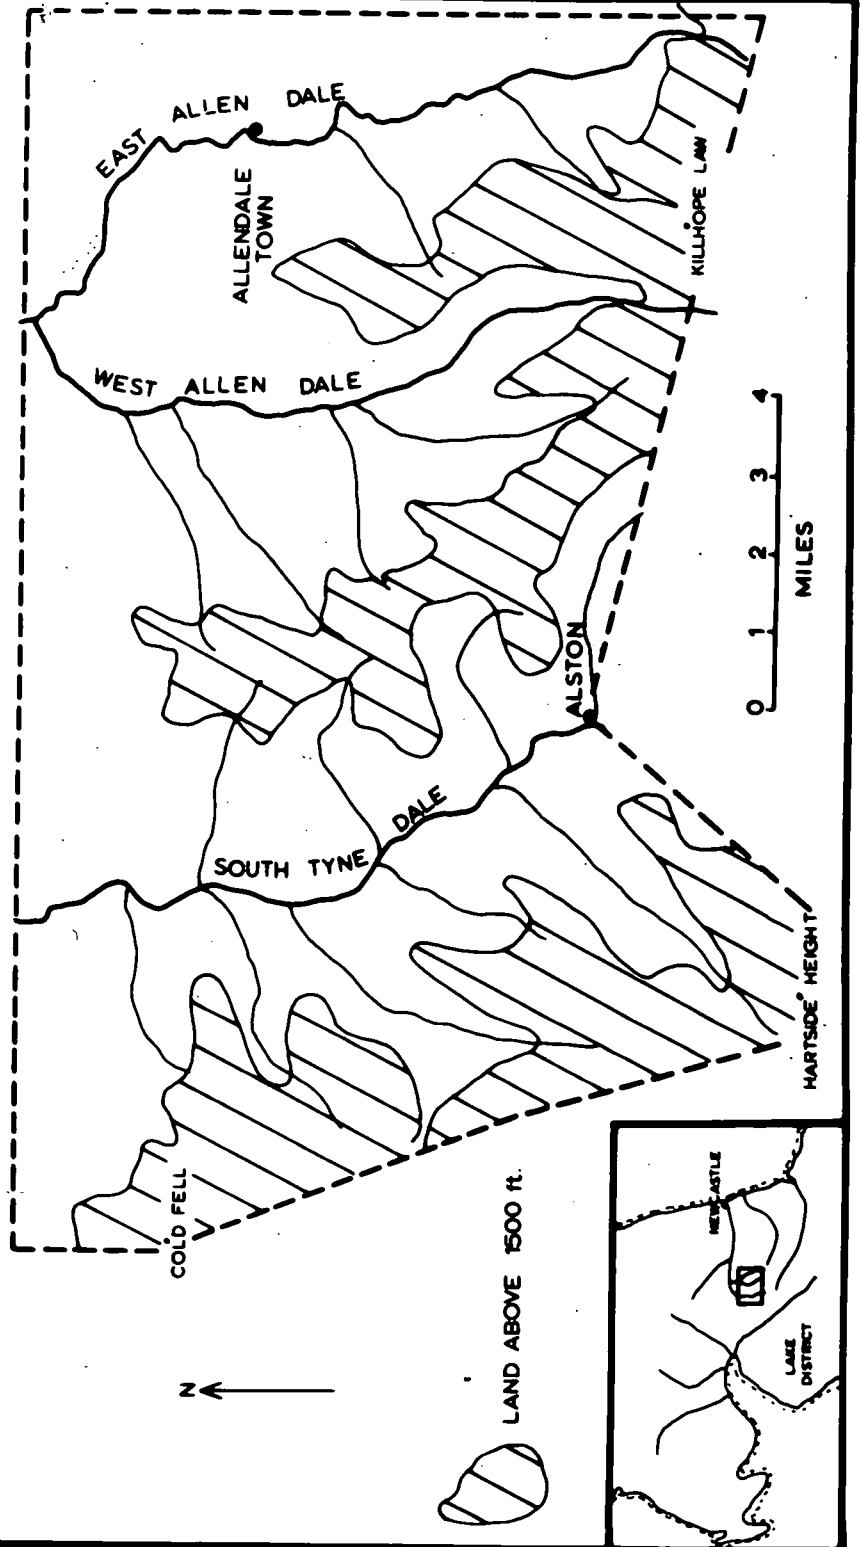 EAST ALLEN DALE
ALLENDALE
TOWN
WEST ALLEN DALE
KILLHOPE LAW
SOUTH TYNE DALE
ALSTON
0 1 2 3 4
MILES
HARTSIDE HEIGHT
COLD FELL
N
LAND ABOVE 1500 ft.
NEWCASTLE
LAKE
DISTRICT